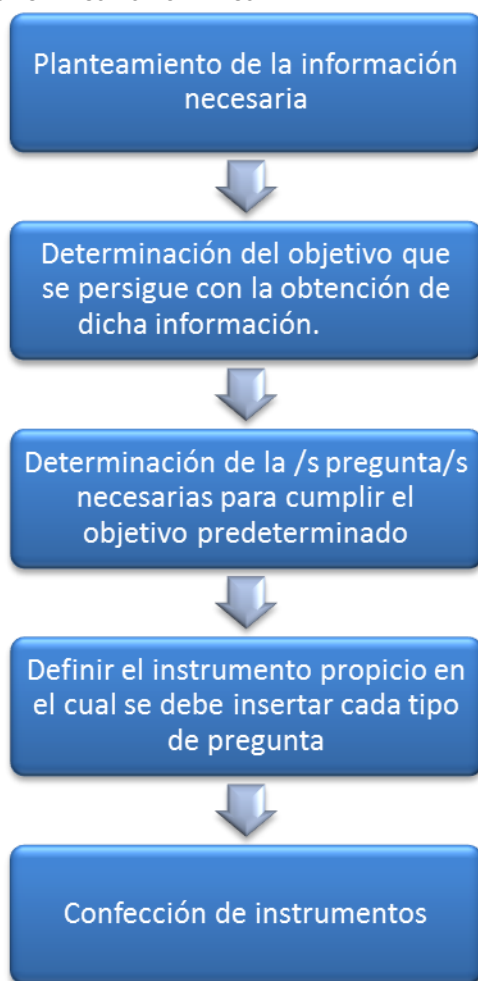 Planteamiento de la información
necesaria
Determinación del objetivo que
se persigue con la obtención de
dicha información.
Determinación de la /s pregunta/s
necesarias para cumplir el
objetivo predeterminado
Definir el instrumento propicio en
el cual se debe insertar cada tipo
de pregunta
Confección de instrumentos